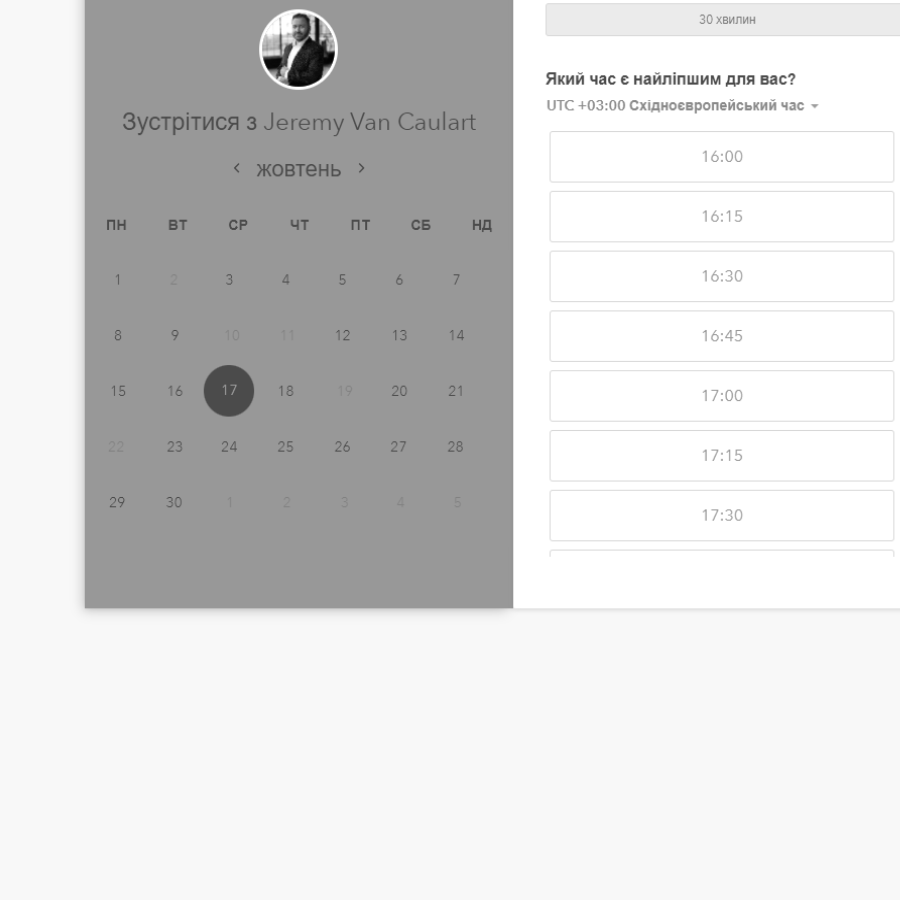 Зустрітися з Jeremy Van Caulart
жовтень
ПН ВТ СР ЧТ ПТ СБ НД
1 2 3 4 5 6 7
8 9 10 11 12 13 14
15 16 17 18 19 20 21
22 23 24 25 26 27 28
29 30 1 2 3 4 5
30 хвилин
Який час є найліпшим для вас?
UTC +03:00 Східноєвропейський час
16:00
16:15
16:30
16:45
17:00
17:15
17:30